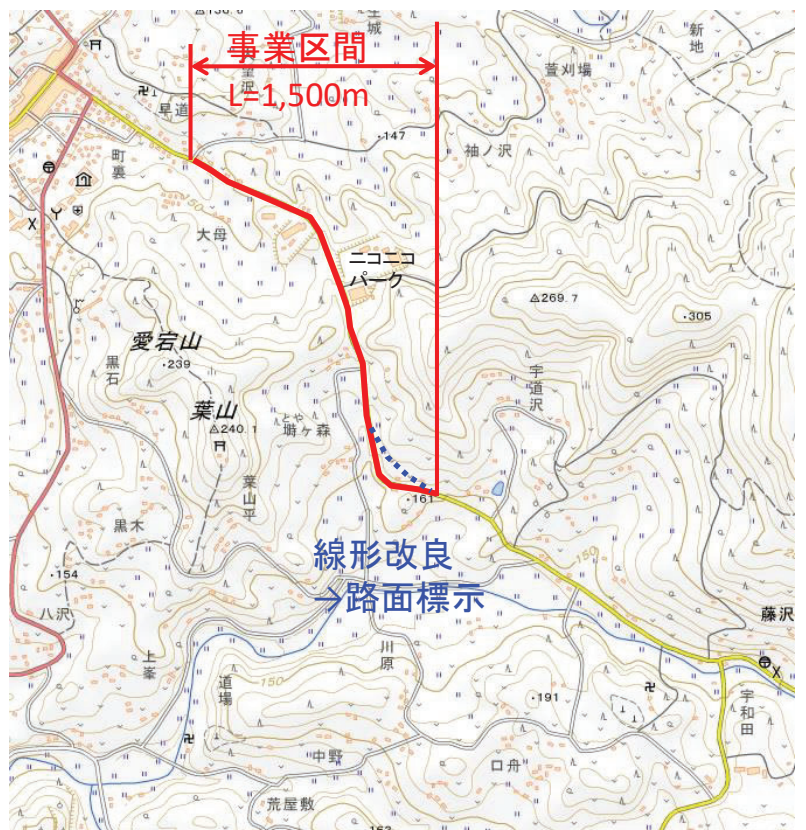 事業区間
L=1,500m
新地
萱刈場
早道
・147
袖ノ沢
町裏
150
大母
ニコニコ
パーク
△269.7
・305
愛宕山
・239
黒石
宇道沢
葉山
とや
塒ヶ森
△240.1
葉山平
・161
黒木
線形改良
→路面標示
150
・154
八沢
藤沢
上峯
川原
道場
150
・191
宇和田
中野
口舟
荒屋敷